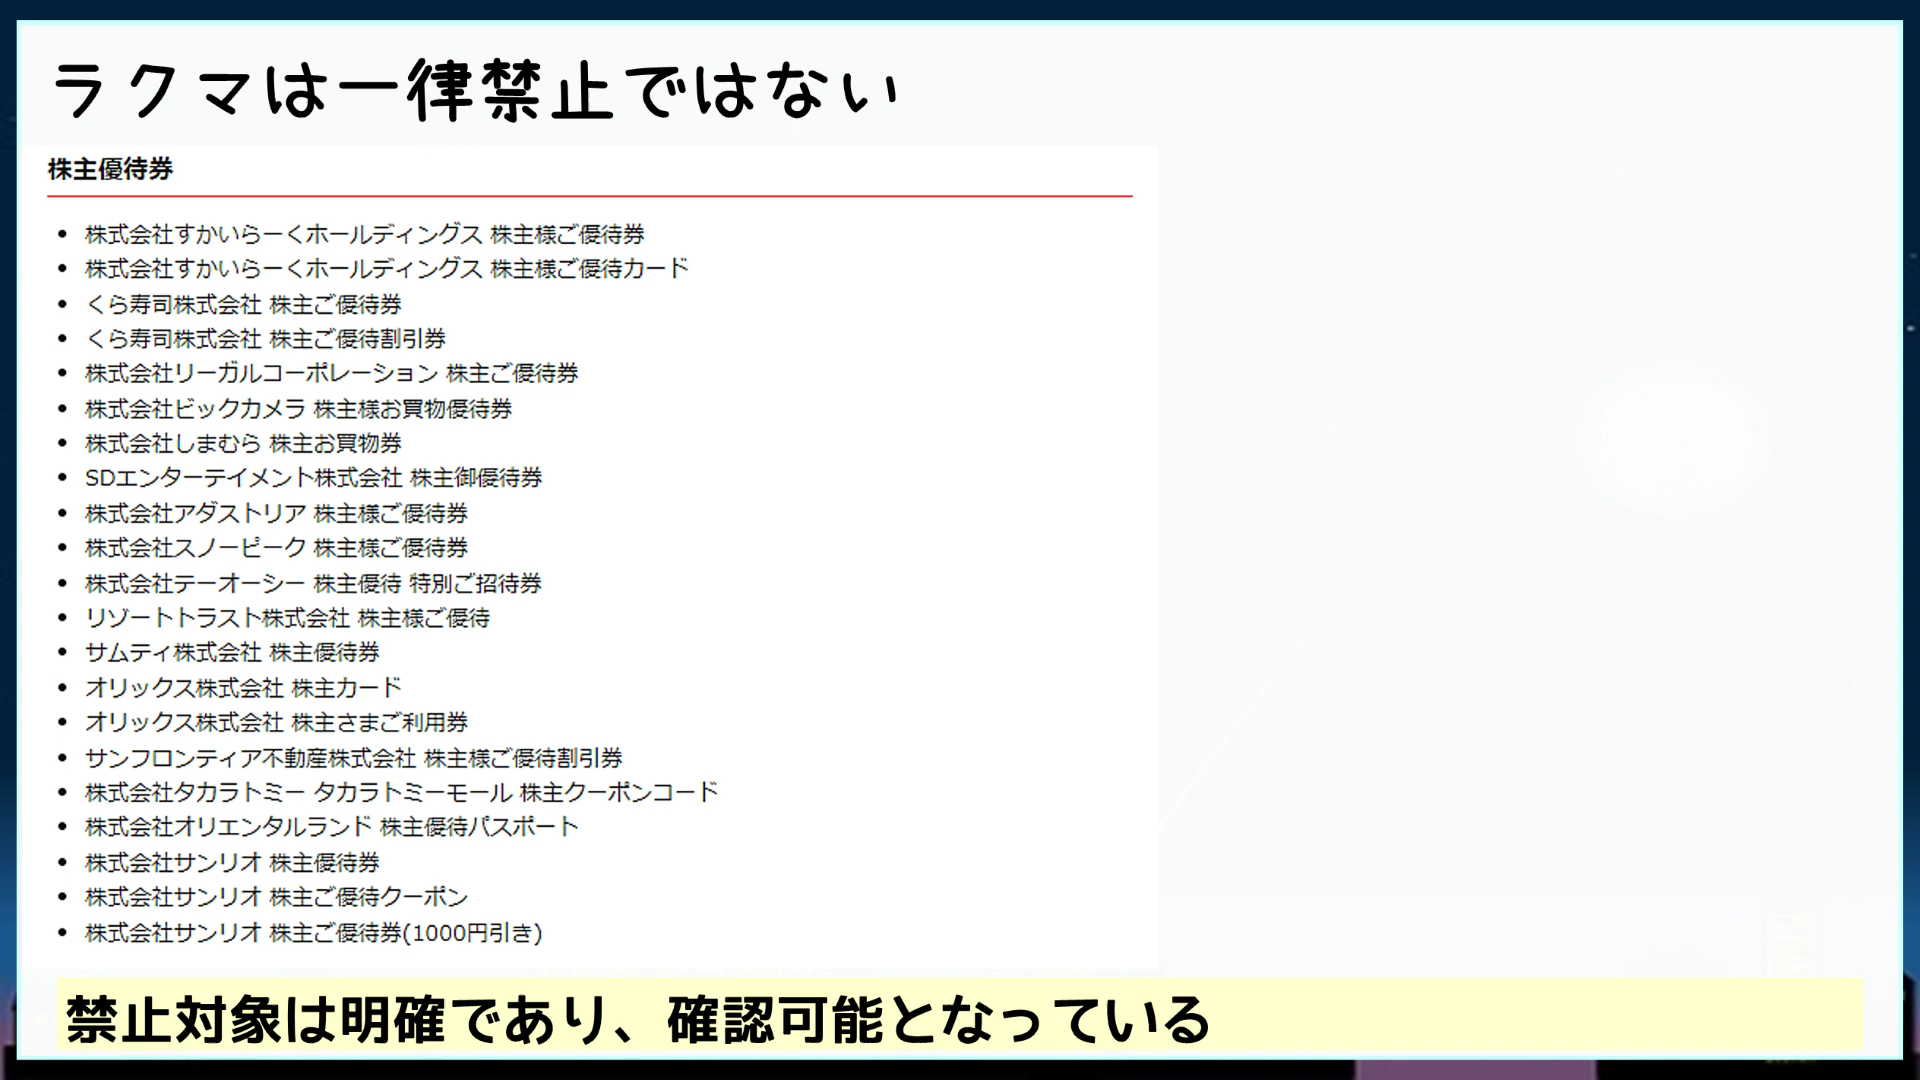 ラクマは一律禁止ではない
株主優待券
• 株式会社すかいらーくホールディングス 株主様ご優待券
• 株式会社すかいらーくホールディングス 株主様ご優待カード
• くら寿司株式会社 株主ご優待券
• くら寿司株式会社 株主ご優待割引券
• 株式会社リーガルコーポレーション 株主ご優待券
• 株式会社ビックカメラ 株主様お買物優待券
• 株式会社しまむら 株主お買物券
• SDエンターテイメント株式会社 株主御優待券
• 株式会社アダストリア 株主様ご優待券
• 株式会社スノーピーク 株主様ご優待券
• 株式会社テーオーシー 株主優待 特別ご招待券
• リゾートトラスト株式会社 株主様ご優待
• サムティ株式会社 株主優待券
• オリックス株式会社 株主カード
• オリックス株式会社 株主さまご利用券
• サンフロンティア不動産株式会社 株主様ご優待割引券
• 株式会社タカラトミー タカラトミーモール 株主クーポンコード
• 株式会社オリエンタルランド 株主優待パスポート
• 株式会社サンリオ 株主優待券
• 株式会社サンリオ 株主ご優待クーポン
• 株式会社サンリオ 株主ご優待券(1000円引き)
禁止対象は明確であり、確認可能となっている